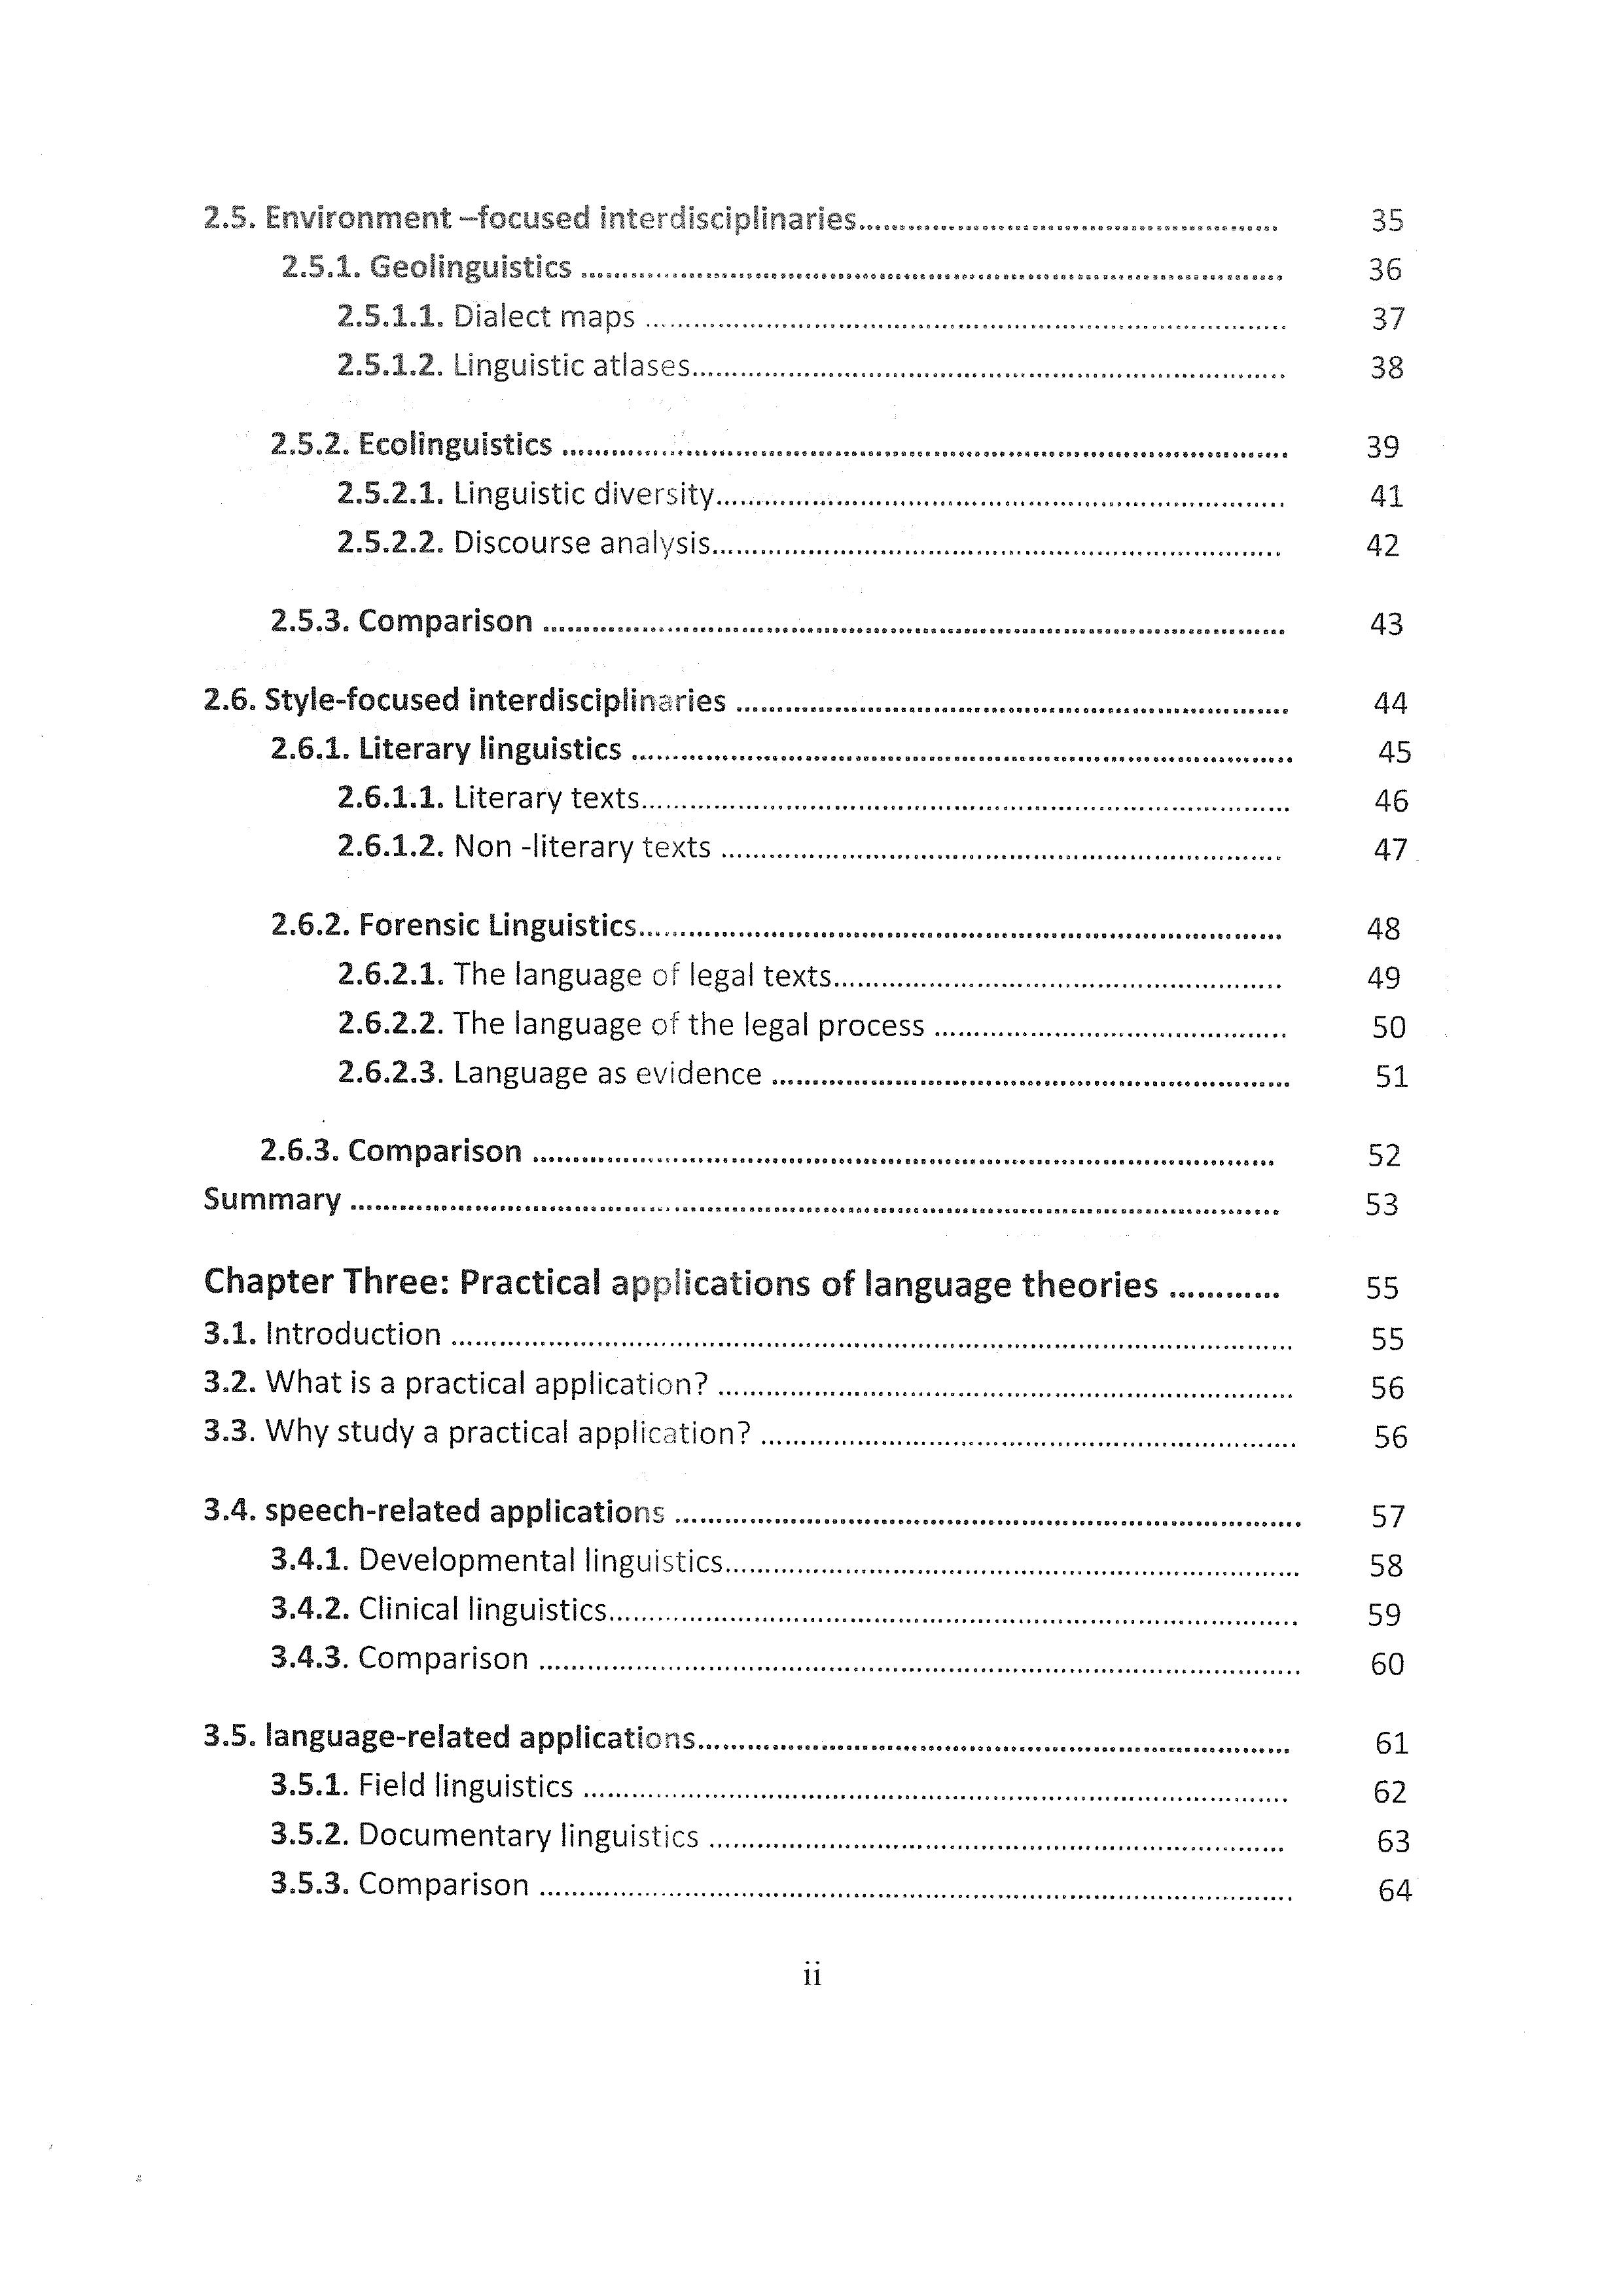 2.5. Environment –focused interdisciplinaries.................................................... 35
2.5.1. Geolinguistics .................................................... 36
2.5.1.1. Dialect maps .................................................... 37
2.5.1.2. Linguistic atlases.................................................... 38
2.5.2. Ecolinguistics .................................................... 39
2.5.2.1. Linguistic diversity.................................................... 41
2.5.2.2. Discourse analysis.................................................... 42
2.5.3. Comparison .................................................... 43
2.6. Style-focused interdisciplinaries .................................................... 44
2.6.1. Literary linguistics .................................................... 45
2.6.1.1. Literary texts.................................................... 46
2.6.1.2. Non -literary texts .................................................... 47
2.6.2. Forensic Linguistics.................................................... 48
2.6.2.1. The language of legal texts.................................................... 49
2.6.2.2. The language of the legal process .................................................... 50
2.6.2.3. Language as evidence .................................................... 51
2.6.3. Comparison .................................................... 52
Summary .................................................... 53
Chapter Three: Practical applications of language theories ............ 55
3.1. Introduction .................................................... 55
3.2. What is a practical application? .................................................... 56
3.3. Why study a practical application? .................................................... 56
3.4. speech-related applications .................................................... 57
3.4.1. Developmental linguistics.................................................... 58
3.4.2. Clinical linguistics.................................................... 59
3.4.3. Comparison .................................................... 60
3.5. language-related applications.................................................... 61
3.5.1. Field linguistics .................................................... 62
3.5.2. Documentary linguistics .................................................... 63
3.5.3. Comparison .................................................... 64
ii